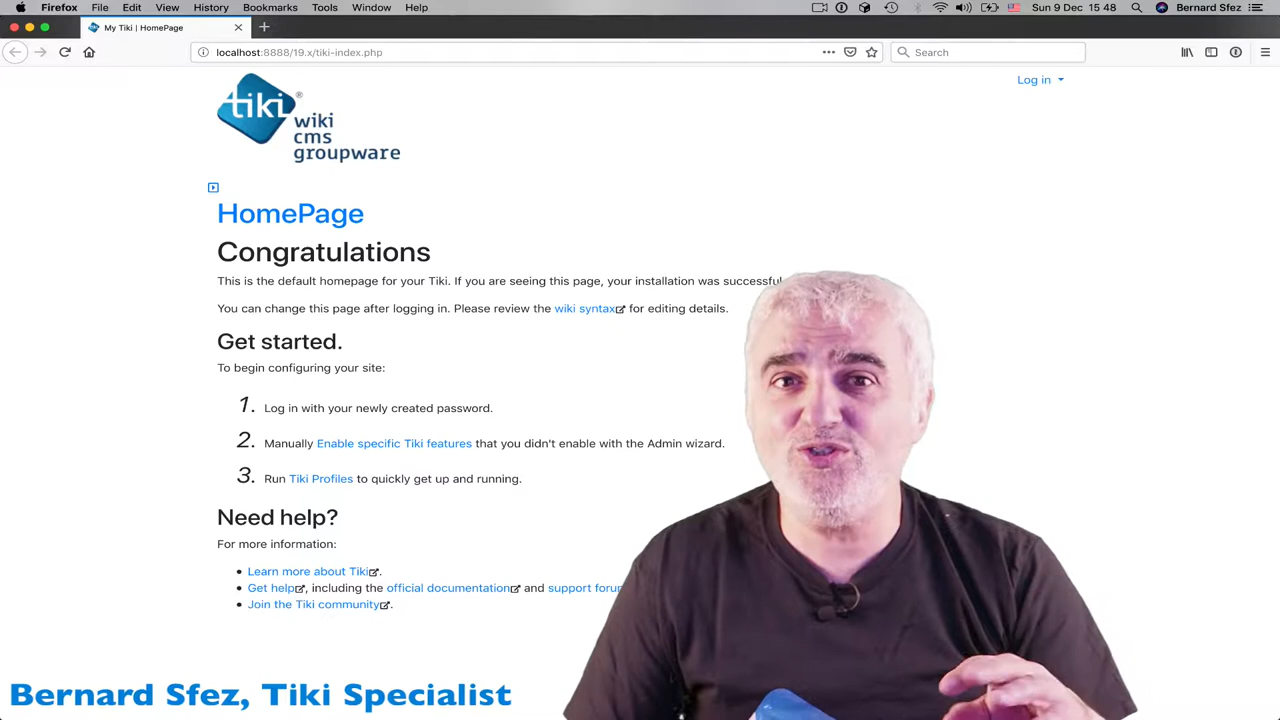 Firefox File Edit View History Bookmarks Tools Window Help Sun 9 Dec 15:48 Bernard Sfez
My Tiki | HomePage
localhost:8888/19.x/tiki-index.php Search
Log in
tiki ®
wiki
cms
groupware
HomePage
Congratulations
This is the default homepage for your Tiki. If you are seeing this page, your installation was successful
You can change this page after logging in. Please review the wiki syntax for editing details.
Get started.
To begin configuring your site:
1. Log in with your newly created password.
2. Manually Enable specific Tiki features that you didn't enable with the Admin wizard.
3. Run Tiki Profiles to quickly get up and running.
Need help?
For more information:
• Learn more about Tiki.
• Get help, including the official documentation and support forum
• Join the Tiki community.
Bernard Sfez, Tiki Specialist